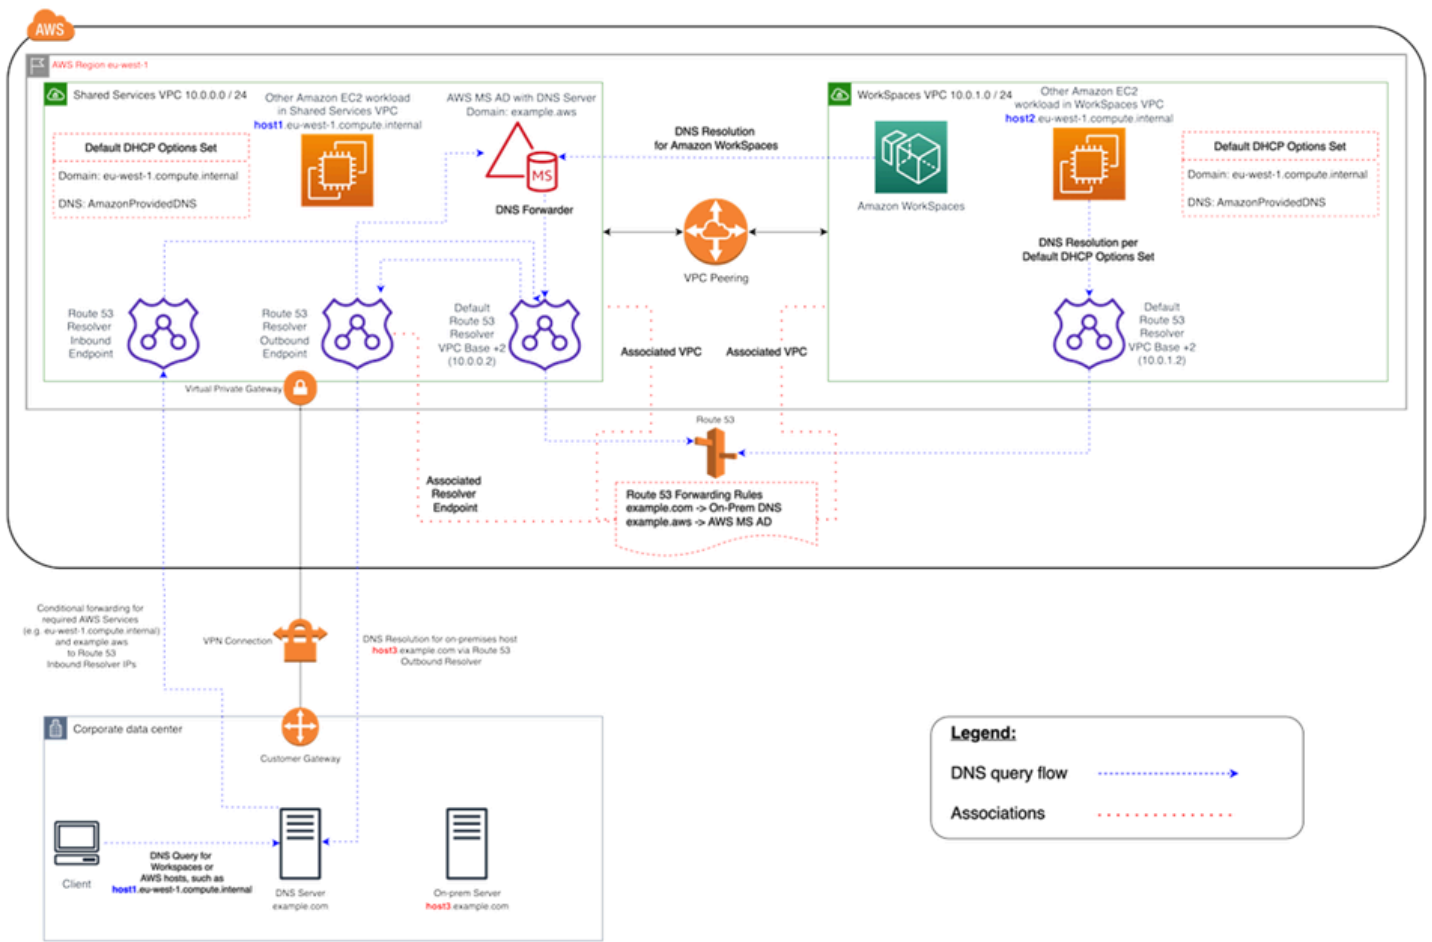 AWS
AWS Region eu-west-1
Shared Services VPC 10.0.0.0 / 24
Other Amazon EC2 workload
in Shared Services VPC
host1.eu-west-1.compute.internal
AWS MS AD with DNS Server
Domain: example.aws
MS
DNS Forwarder
Default DHCP Options Set
Domain: eu-west-1.compute.internal
DNS: AmazonProvidedDNS
DNS Resolution
for Amazon WorkSpaces
VPC Peering
WorkSpaces VPC 10.0.1.0 / 24
Other Amazon EC2
workload in WorkSpaces VPC
host2.eu-west-1.compute.internal
Amazon WorkSpaces
Default DHCP Options Set
Domain: eu-west-1.compute.internal
DNS: AmazonProvidedDNS
DNS Resolution per
Default DHCP Options Set
Route 53
Resolver
Inbound
Endpoint
Route 53
Resolver
Outbound
Endpoint
Default
Route 53
Resolver
VPC Base +2
(10.0.0.2)
Default
Route 53
Resolver
VPC Base +2
(10.0.1.2)
Associated VPC
Associated VPC
Virtual Private Gateway
Route 53
Associated
Resolver
Endpoint
Route 53 Forwarding Rules
example.com -> On-Prem DNS
example.aws -> AWS MS AD
Conditional forwarding for
required AWS Services
(e.g. eu-west-1.compute.internal)
and example.aws
to Route 53
Inbound Resolver IPs
VPN Connection
DNS Resolution for on-premises host
host3.example.com via Route 53
Outbound Resolver
Corporate data center
Customer Gateway
Client
DNS Query for
Workspaces or
AWS hosts, such as
host1.eu-west-1.compute.internal
DNS Server
example.com
On-prem Server
host3.example.com
Legend:
DNS query flow
Associations